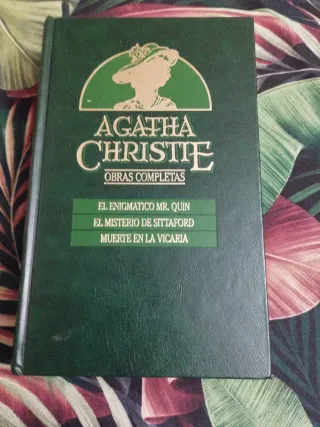 AGATHA
CHRISTIE
OBRAS COMPLETAS
EL ENIGMATICO MR. QUIN
EL MISTERIO DE SITTAFORD
MUERTE EN LA VICARIA